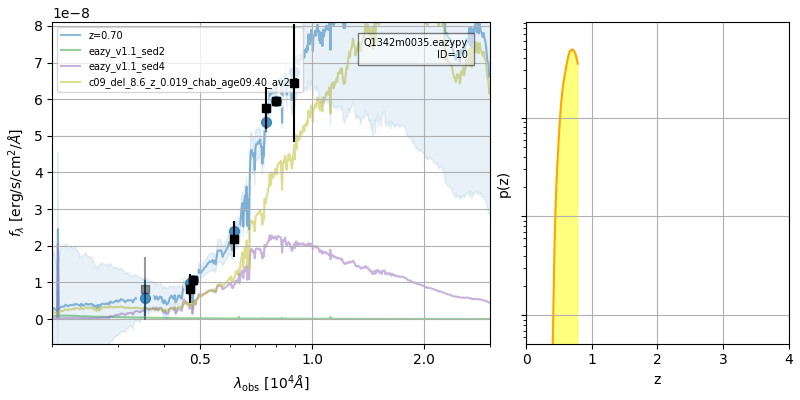 1e−8
8
7
6
5
4
3
2
1
0
fλ [erg/s/cm²/Å]
z=0.70
eazy_v1.1_sed2
eazy_v1.1_sed4
c09_del_8.6_z_0.019_chab_age09.40_av2
Q1342m0035.eazypy
ID=10
0.5
1.0
2.0
λobs [10⁴Å]
p(z)
0
1
2
3
4
z